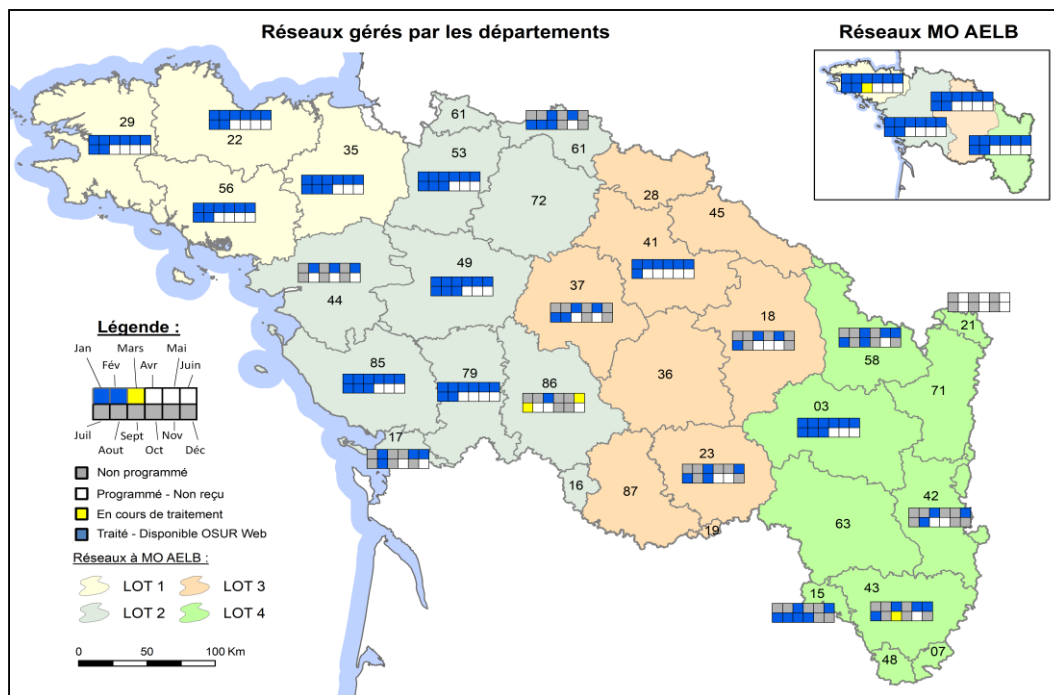 Réseaux gérés par les départements
Réseaux MO AELB
29
22
35
56
61
61
53
72
28
45
41
49
44
37
18
58
21
71
85
79
86
36
03
17
16
87
23
19
63
42
15
43
48
07
Légende :
Jan
Fév
Mars
Avr
Mai
Juin
Juil
Aout
Sept
Oct
Nov
Déc
Non programmé
Programmé - Non reçu
En cours de traitement
Traité - Disponible OSUR Web
Réseaux à MO AELB :
LOT 1
LOT 3
LOT 2
LOT 4
0
50
100 Km